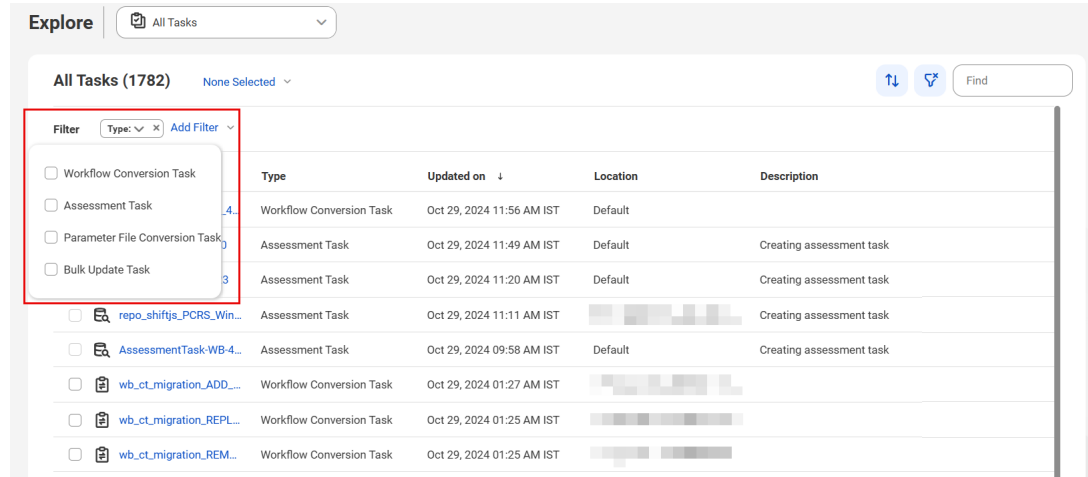 Explore All Tasks
All Tasks (1782) None Selected Find
Filter Type: Add Filter
Workflow Conversion Task
Assessment Task
Parameter File Conversion Task
Bulk Update Task
Type Updated on ↓ Location Description
_4... Workflow Conversion Task Oct 29, 2024 11:56 AM IST Default
Assessment Task Oct 29, 2024 11:49 AM IST Default Creating assessment task
3 Assessment Task Oct 29, 2024 11:20 AM IST Default Creating assessment task
repo_shiftjs_PCRS_Win... Assessment Task Oct 29, 2024 11:11 AM IST Creating assessment task
AssessmentTask-WB-4... Assessment Task Oct 29, 2024 09:58 AM IST Default Creating assessment task
wb_ct_migration_ADD_... Workflow Conversion Task Oct 29, 2024 01:27 AM IST
wb_ct_migration_REPL... Workflow Conversion Task Oct 29, 2024 01:25 AM IST
wb_ct_migration_REM... Workflow Conversion Task Oct 29, 2024 01:25 AM IST